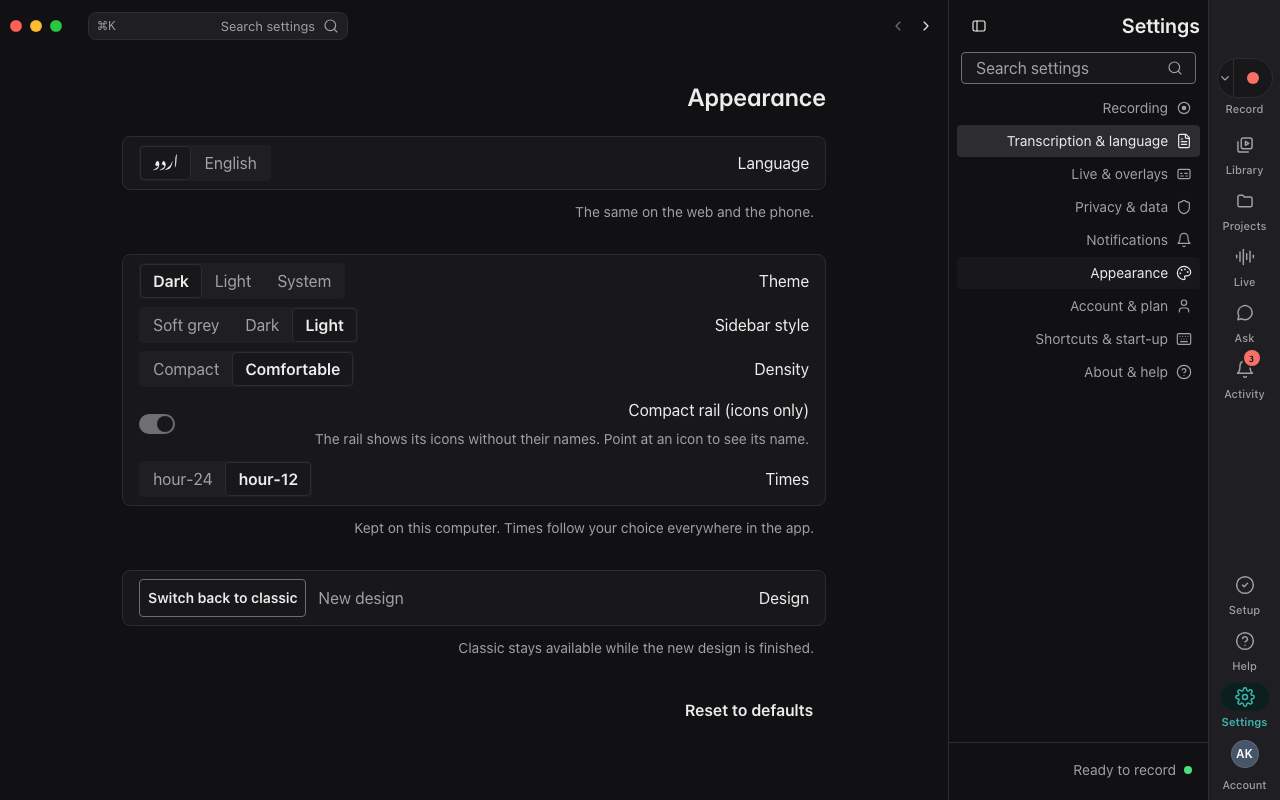 ⌘K Search settings
Settings
Search settings
Recording
Transcription & language
Live & overlays
Privacy & data
Notifications
Appearance
Account & plan
Shortcuts & start-up
About & help
Ready to record
Record
Library
Projects
Live
Ask
3
Activity
Setup
Help
Settings
AK
Account
Appearance
Language
اردو English
The same on the web and the phone.
Theme
Dark Light System
Sidebar style
Soft grey Dark Light
Density
Compact Comfortable
Compact rail (icons only)
The rail shows its icons without their names. Point at an icon to see its name.
Times
hour-24 hour-12
Kept on this computer. Times follow your choice everywhere in the app.
Design
Switch back to classic New design
Classic stays available while the new design is finished.
Reset to defaults